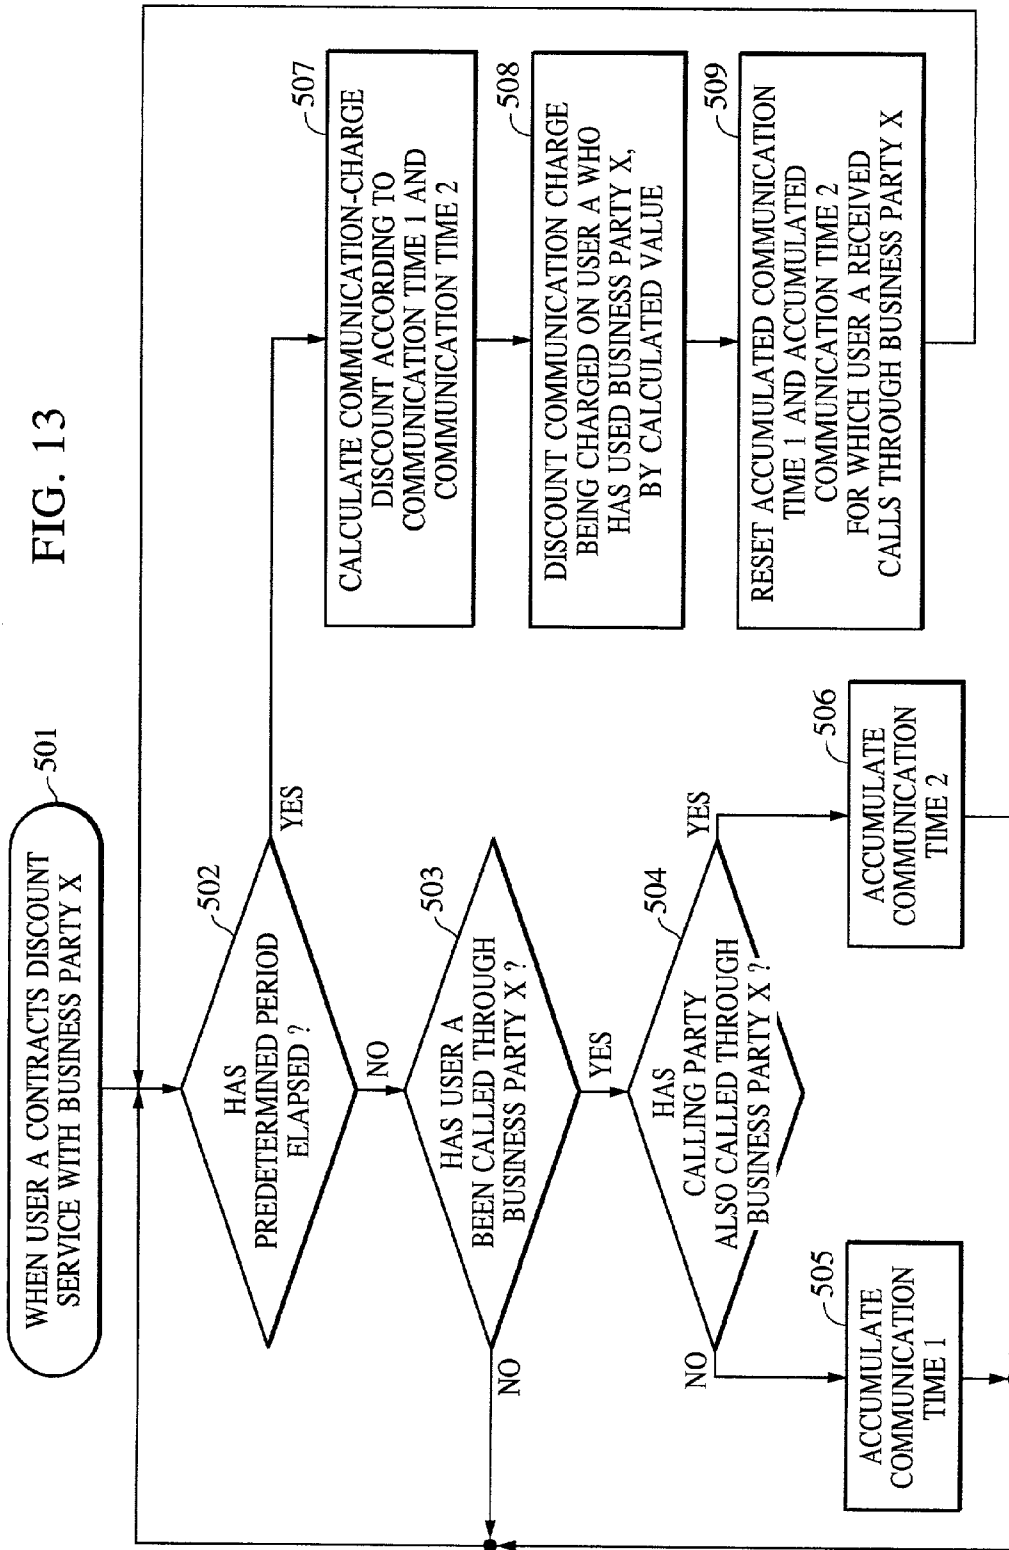 FIG. 13
501
WHEN USER A CONTRACTS DISCOUNT
SERVICE WITH BUSINESS PARTY X
502
HAS
PREDETERMINED PERIOD
ELAPSED ?
YES
NO
503
HAS USER A
BEEN CALLED THROUGH
BUSINESS PARTY X ?
NO
YES
504
HAS
CALLING PARTY
ALSO CALLED THROUGH
BUSINESS PARTY X ?
NO
YES
505
ACCUMULATE
COMMUNICATION
TIME 1
506
ACCUMULATE
COMMUNICATION
TIME 2
507
CALCULATE COMMUNICATION-CHARGE
DISCOUNT ACCORDING TO
COMMUNICATION TIME 1 AND
COMMUNICATION TIME 2
508
DISCOUNT COMMUNICATION CHARGE
BEING CHARGED ON USER A WHO
HAS USED BUSINESS PARTY X,
BY CALCULATED VALUE
509
RESET ACCUMULATED COMMUNICATION
TIME 1 AND ACCUMULATED
COMMUNICATION TIME 2
FOR WHICH USER A RECEIVED
CALLS THROUGH BUSINESS PARTY X